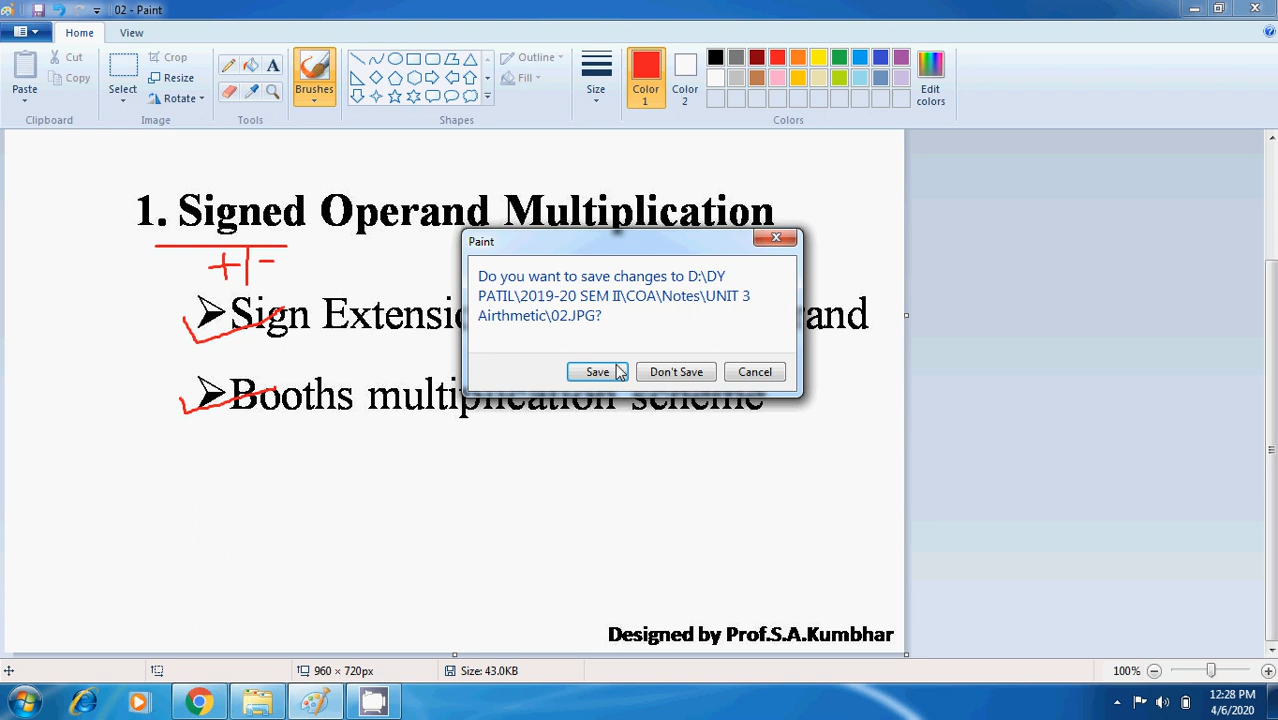 02 - Paint
Home
View
Paste
Cut
Copy
Clipboard
Select
Crop
Resize
Rotate
Image
A
Tools
Brushes
Outline
Fill
Shapes
Size
Color
1
Color
2
Edit
colors
Colors
1. Signed Operand Multiplication
+|-
Sign Extensi
and
Booths multiplication scheme
Paint
Do you want to save changes to D:\DY
PATIL\2019-20 SEM II\COA\Notes\UNIT 3
Airthmetic\02.JPG?
Save
Don't Save
Cancel
Designed by Prof.S.A.Kumbhar
960 × 720px
Size: 43.0KB
100%
12:28 PM
4/6/2020